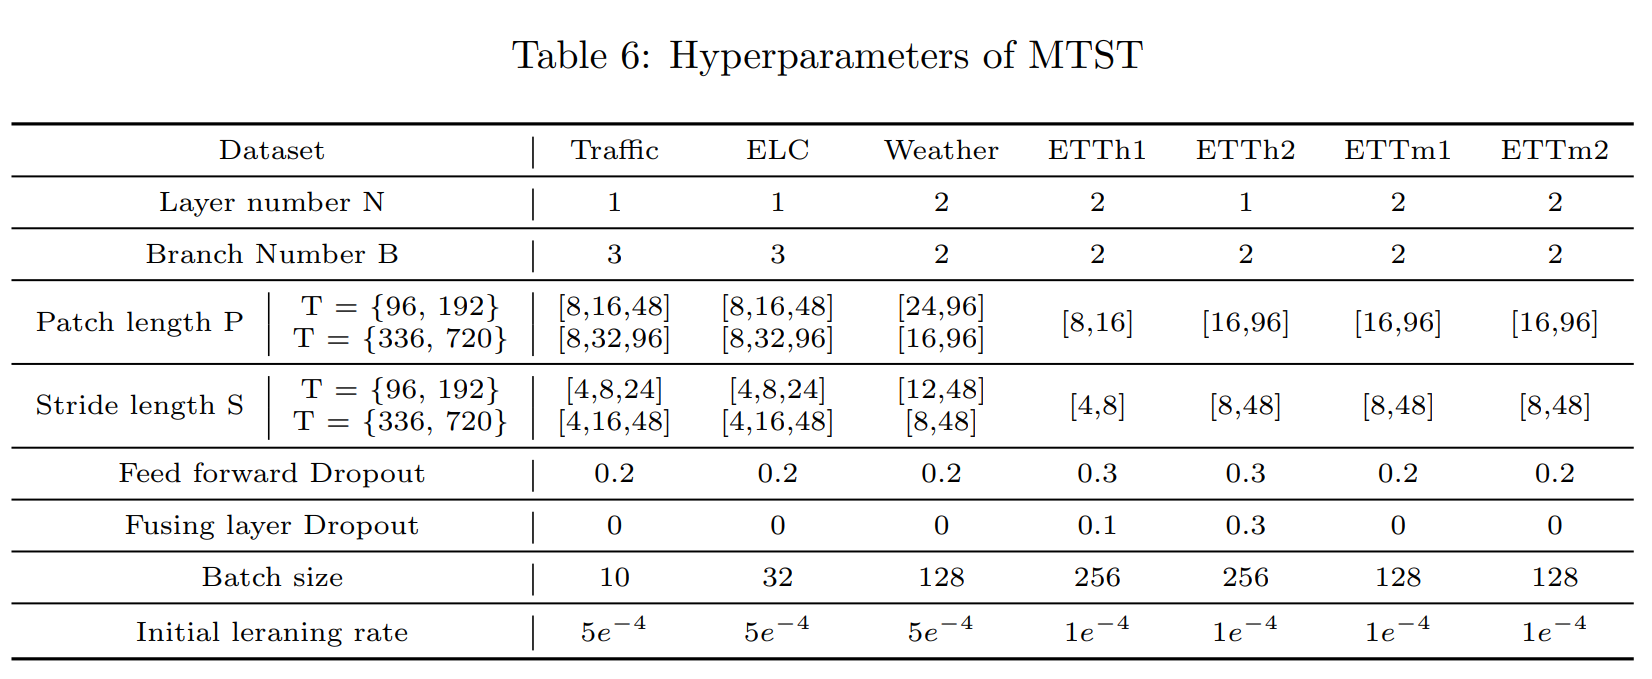 Table 6: Hyperparameters of MTST
Dataset Traffic ELC Weather ETTh1 ETTh2 ETTm1 ETTm2
Layer number N 1 1 2 2 1 2 2
Branch Number B 3 3 2 2 2 2 2
Patch length P T = {96, 192} [8,16,48] [8,16,48] [24,96] [8,16] [16,96] [16,96] [16,96]
T = {336, 720} [8,32,96] [8,32,96] [16,96]
Stride length S T = {96, 192} [4,8,24] [4,8,24] [12,48] [4,8] [8,48] [8,48] [8,48]
T = {336, 720} [4,16,48] [4,16,48] [8,48]
Feed forward Dropout 0.2 0.2 0.2 0.3 0.3 0.2 0.2
Fusing layer Dropout 0 0 0 0.1 0.3 0 0
Batch size 10 32 128 256 256 128 128
Initial leraning rate 5e⁻⁴ 5e⁻⁴ 5e⁻⁴ 1e⁻⁴ 1e⁻⁴ 1e⁻⁴ 1e⁻⁴